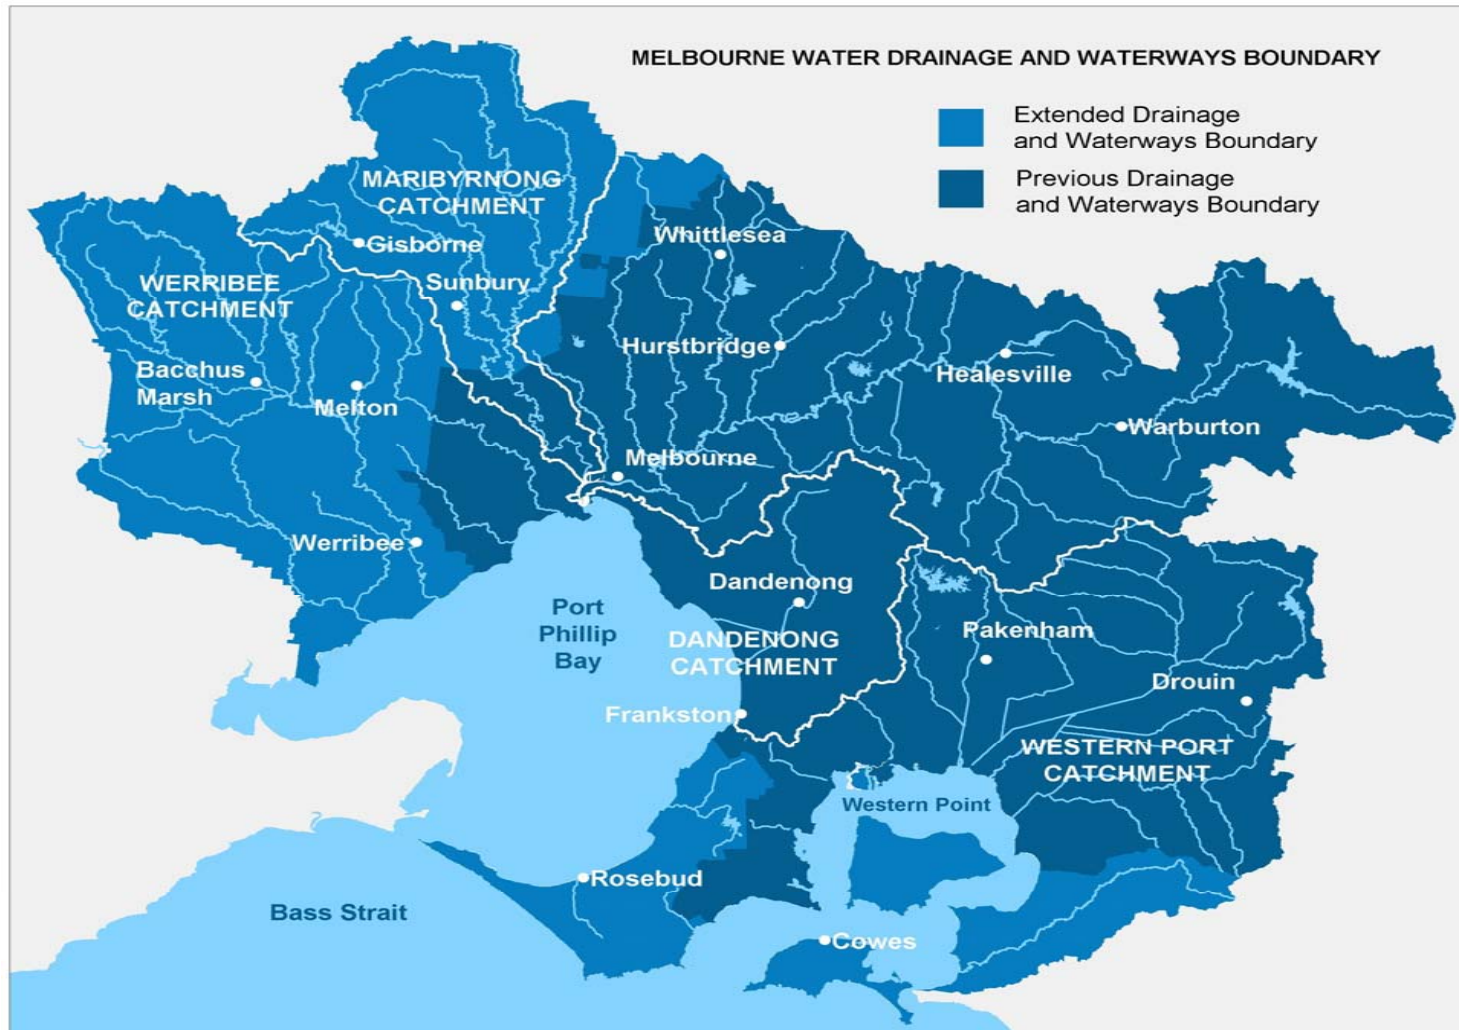 MELBOURNE WATER DRAINAGE AND WATERWAYS BOUNDARY
Extended Drainage
and Waterways Boundary
Previous Drainage
and Waterways Boundary
MARIBYRNONG
CATCHMENT
Gisborne
Whittlesea
WERRIBEE
CATCHMENT
Sunbury
Hurstbridge
Healesville
Bacchus
Marsh
Melton
Warburton
Melbourne
Werribee
Dandenong
Port
Phillip
Bay
DANDENONG
CATCHMENT
Pakenham
Drouin
Frankston
WESTERN PORT
CATCHMENT
Western Point
Rosebud
Bass Strait
Cowes